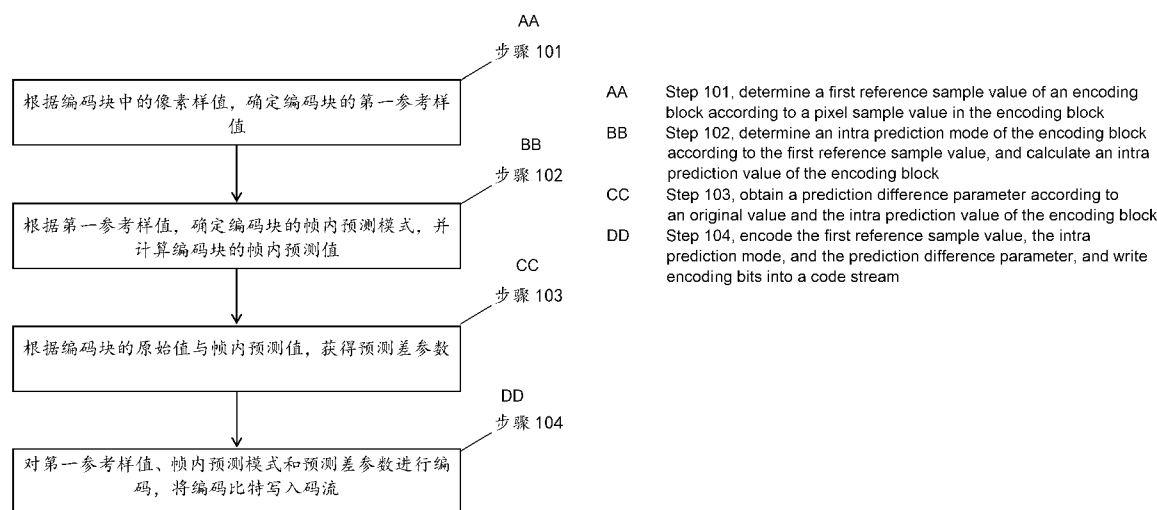 AA
步骤 101
根据编码块中的像素样值，确定编码块的第一参考样
值
BB
步骤 102
根据第一参考样值，确定编码块的帧内预测模式，并
计算编码块的帧内预测值
CC
步骤 103
根据编码块的原始值与帧内预测值，获得预测差参数
DD
步骤 104
对第一参考样值、帧内预测模式和预测差参数进行编
码，将编码比特写入码流
AA Step 101, determine a first reference sample value of an encoding
block according to a pixel sample value in the encoding block
BB Step 102, determine an intra prediction mode of the encoding block
according to the first reference sample value, and calculate an intra
prediction value of the encoding block
CC Step 103, obtain a prediction difference parameter according to
an original value and the intra prediction value of the encoding block
DD Step 104, encode the first reference sample value, the intra
prediction mode, and the prediction difference parameter, and write
encoding bits into a code stream